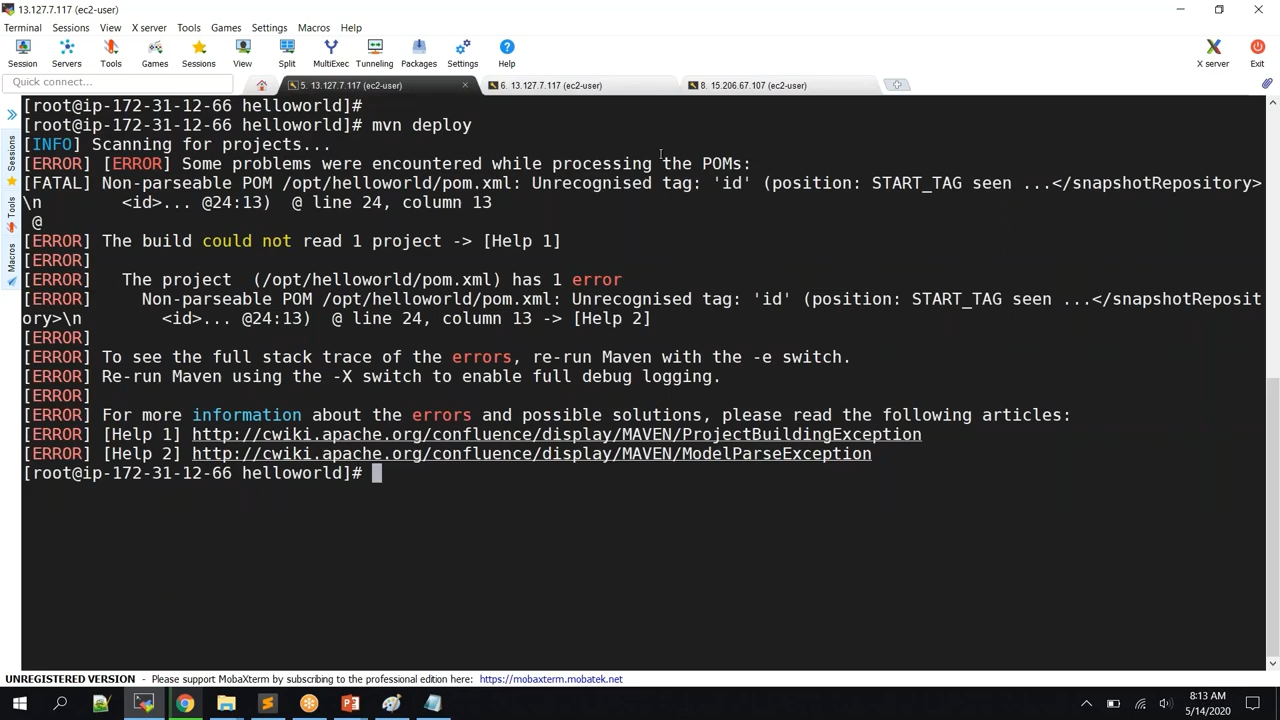 13.127.7.117 (ec2-user)
Terminal Sessions View X server Tools Games Settings Macros Help
Session Servers Tools Games Sessions View Split MultiExec Tunneling Packages Settings Help X server Exit
Quick connect... 5. 13.127.7.117 (ec2-user) 6. 13.127.7.117 (ec2-user) 8. 15.206.67.107 (ec2-user)
Sessions
Tools
Macros
[root@ip-172-31-12-66 helloworld]#
[root@ip-172-31-12-66 helloworld]# mvn deploy
[INFO] Scanning for projects...
[ERROR] [ERROR] Some problems were encountered while processing the POMs:
[FATAL] Non-parseable POM /opt/helloworld/pom.xml: Unrecognised tag: 'id' (position: START_TAG seen ...</snapshotRepository>
\n        <id>... @24:13)  @ line 24, column 13
 @
[ERROR] The build could not read 1 project -> [Help 1]
[ERROR]
[ERROR]   The project  (/opt/helloworld/pom.xml) has 1 error
[ERROR]     Non-parseable POM /opt/helloworld/pom.xml: Unrecognised tag: 'id' (position: START_TAG seen ...</snapshotReposit
ory>\n        <id>... @24:13)  @ line 24, column 13 -> [Help 2]
[ERROR]
[ERROR] To see the full stack trace of the errors, re-run Maven with the -e switch.
[ERROR] Re-run Maven using the -X switch to enable full debug logging.
[ERROR]
[ERROR] For more information about the errors and possible solutions, please read the following articles:
[ERROR] [Help 1] http://cwiki.apache.org/confluence/display/MAVEN/ProjectBuildingException
[ERROR] [Help 2] http://cwiki.apache.org/confluence/display/MAVEN/ModelParseException
[root@ip-172-31-12-66 helloworld]#
UNREGISTERED VERSION - Please support MobaXterm by subscribing to the professional edition here: https://mobaxterm.mobatek.net
8:13 AM
5/14/2020